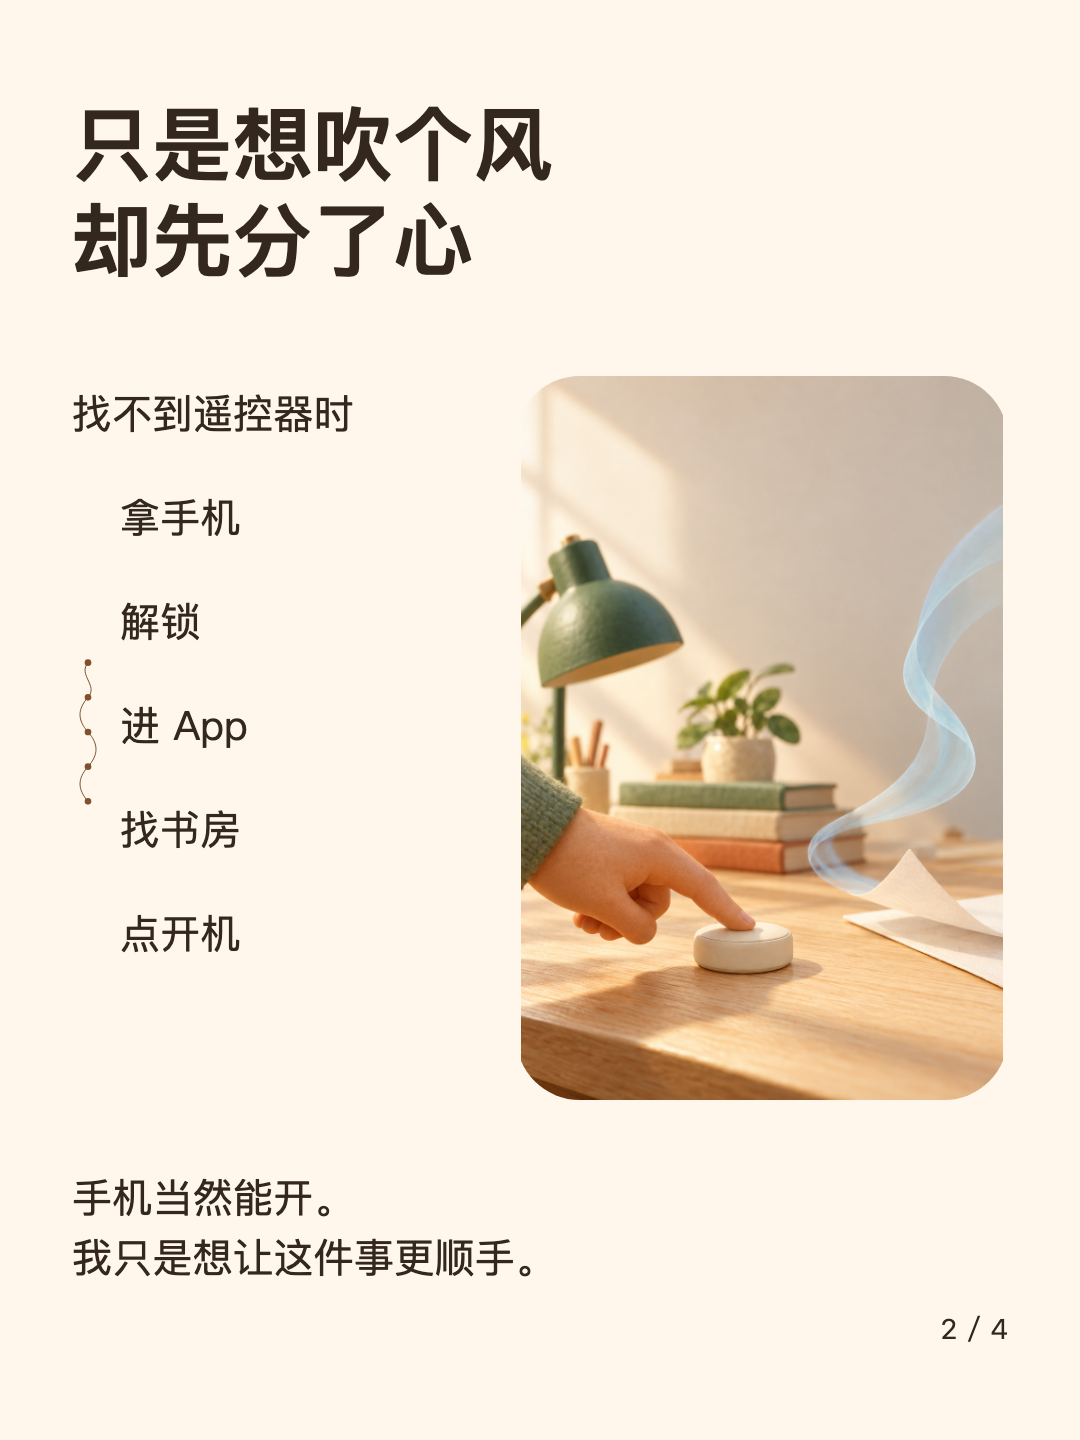 只是想吹个风
却先分了心
找不到遥控器时
拿手机
解锁
进 App
找书房
点开机
手机当然能开。
我只是想让这件事更顺手。
2 / 4